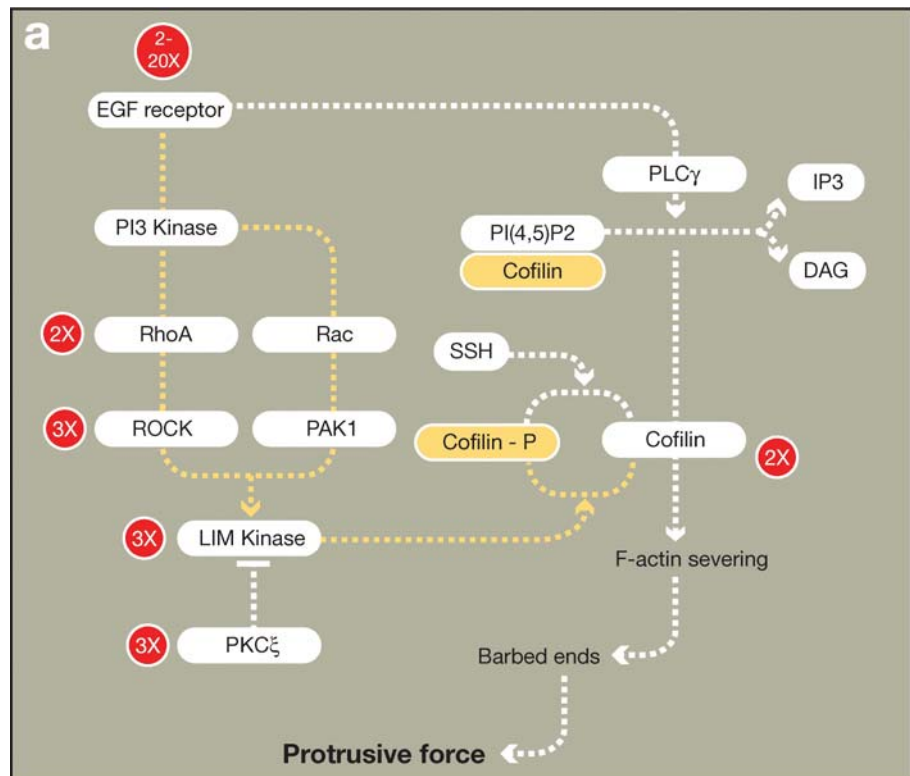 a
2-
20X
EGF receptor
PLCγ
IP3
PI3 Kinase
PI(4,5)P2
Cofilin
DAG
2X
RhoA
Rac
SSH
3X
ROCK
PAK1
Cofilin - P
Cofilin
2X
3X
LIM Kinase
F-actin severing
3X
PKCξ
Barbed ends
Protrusive force